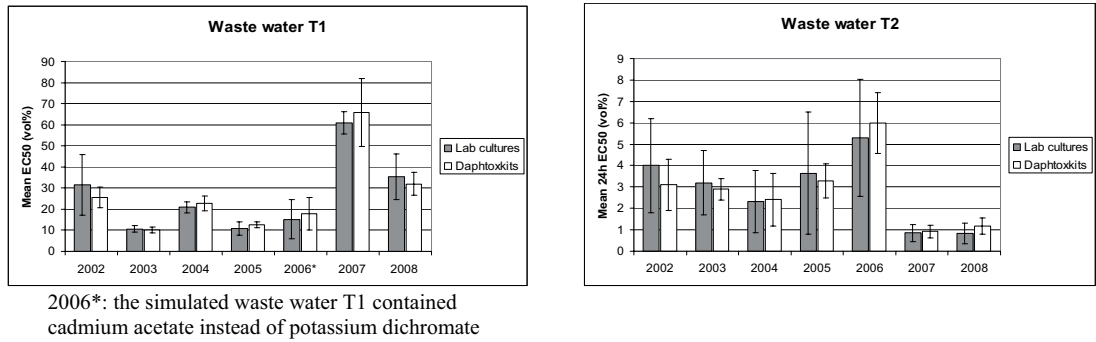 Waste water T1
Mean EC50 (vol%)
90
80
70
60
50
40
30
20
10
0
2002 2003 2004 2005 2006* 2007 2008
Lab cultures
Daphtoxkits
2006*: the simulated waste water T1 contained
cadmium acetate instead of potassium dichromate
Waste water T2
Mean 24h EC50 (vol%)
9
8
7
6
5
4
3
2
1
0
2002 2003 2004 2005 2006 2007 2008
Lab cultures
Daphtoxkits